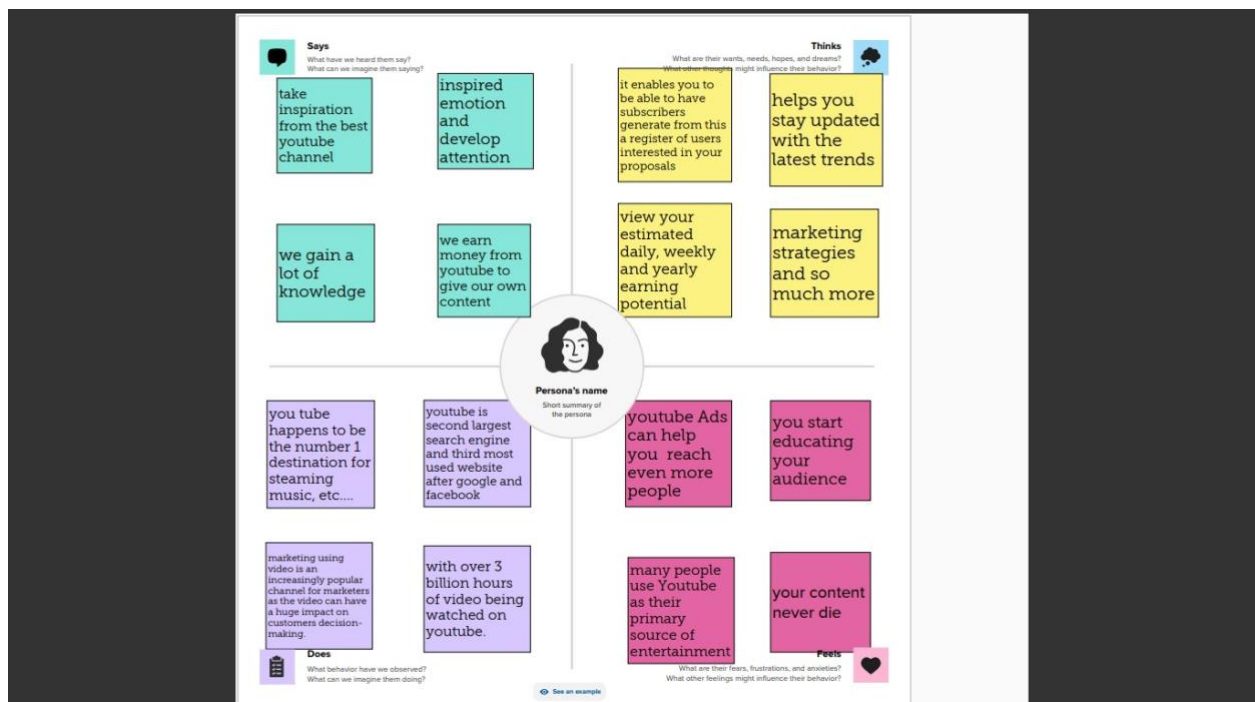 Says
What have we heard them say?
What can we imagine them saying?
take
inspiration
from the best
youtube
channel
inspired
emotion
and
develop
attention
we gain a
lot of
knowledge
we earn
money from
youtube to
give our own
content
Thinks
What are their wants, needs, hopes, and dreams?
What other thoughts might influence their behavior?
it enables you to
be able to have
subscribers
generate from this
a register of users
interested in your
proposals
helps you
stay updated
with the
latest trends
view your
estimated
daily, weekly
and yearly
earning
potential
marketing
strategies
and so
much more
Persona's name
Short summary of
the persona
you tube
happens to be
the number 1
destination for
steaming
music, etc....
youtube is
second largest
search engine
and third most
used website
after google and
facebook
marketing using
video is an
increasingly popular
channel for marketers
as the video can have
a huge impact on
customers decision-
making.
with over 3
billion hours
of video being
watched on
youtube.
Does
What behavior have we observed?
What can we imagine them doing?
youtube Ads
can help
you reach
even more
people
you start
educating
your
audience
many people
use Youtube
as their
primary
source of
entertainment
your content
never die
Feels
What are their fears, frustrations, and anxieties?
What other feelings might influence their behavior?
See an example